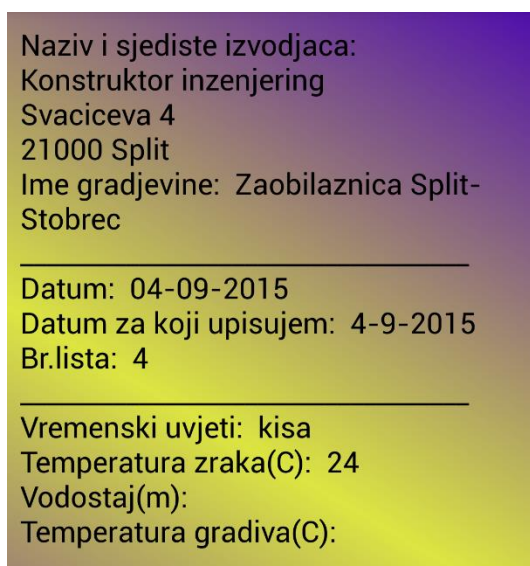 Naziv i sjediste izvodjaca:
Konstruktor inzenjering
Svaciceva 4
21000 Split
Ime gradjevine:  Zaobilaznica Split-
Stobrec
Datum:  04-09-2015
Datum za koji upisujem:  4-9-2015
Br.lista:  4
Vremenski uvjeti:  kisa
Temperatura zraka(C):  24
Vodostaj(m):
Temperatura gradiva(C):